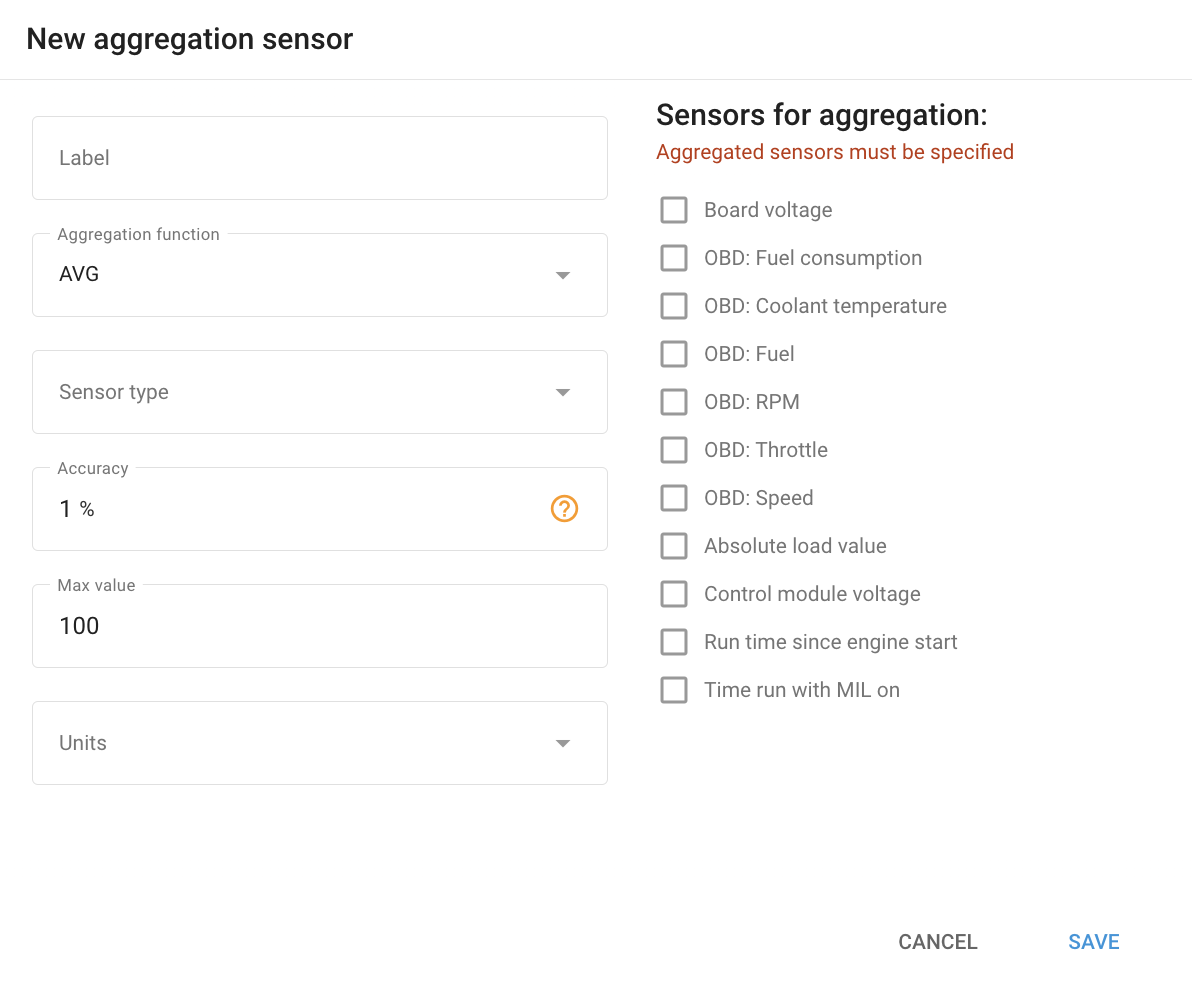 New aggregation sensor
Label
Aggregation function
AVG
Sensor type
Accuracy
1 %
?
Max value
100
Units
Sensors for aggregation:
Aggregated sensors must be specified
Board voltage
OBD: Fuel consumption
OBD: Coolant temperature
OBD: Fuel
OBD: RPM
OBD: Throttle
OBD: Speed
Absolute load value
Control module voltage
Run time since engine start
Time run with MIL on
CANCEL
SAVE